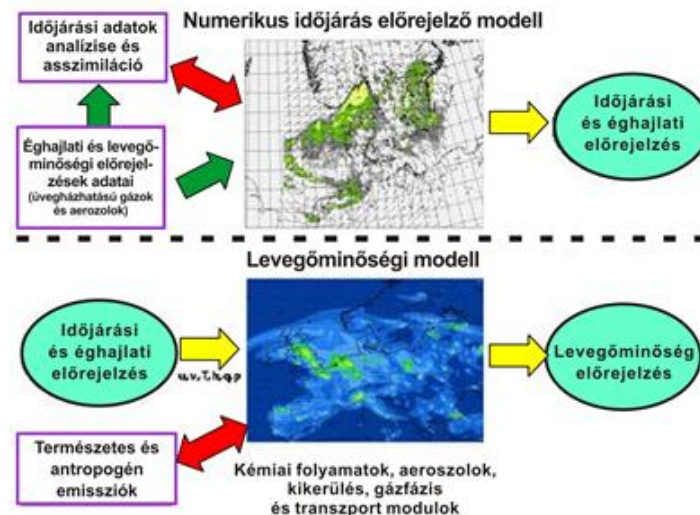 Numerikus időjárás előrejelző modell
Időjárási adatok
analízise és
asszimiláció
Éghajlati és levegő-
minőségi előrejel-
zések adatai
(üvegházhatású gázok
és aerozolok)
Időjárási
és éghajlati
előrejelzés
Levegőminőségi modell
Időjárási
és éghajlati
előrejelzés
u,v,T,h,q,p
Levegőminőség
előrejelzés
Természetes és
antropogén
emissziók
Kémiai folyamatok, aeroszolok,
kikerülés, gázfázis
és transzport modulok